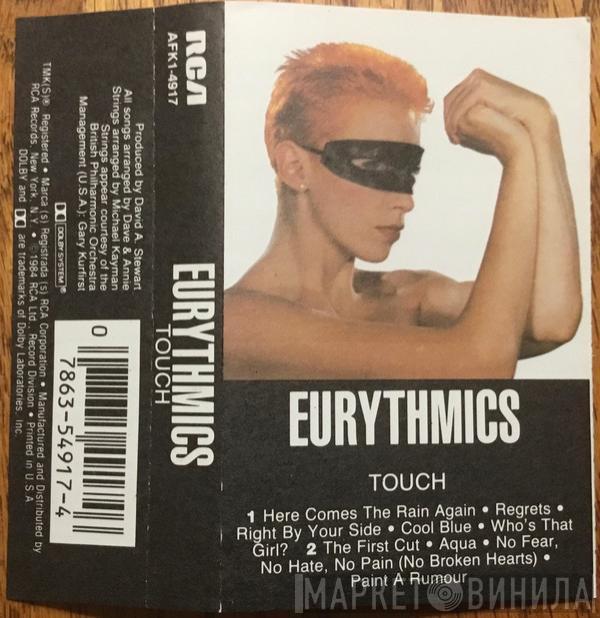 RCA
AFK1-4917
Produced by David A. Stewart
All songs arranged by Dave & Annie
Strings arranged by Michael Kayman
Strings appear courtesy of the
British Philharmonic Orchestra
Management (U.S.A.): Gary Kurfirst
DOLBY SYSTEM®
TMK(S)® Registered • Marca(s) Registrada(s) RCA Corporation • Manufactured and Distributed by
RCA Records, New York, N.Y. • ©1984 RCA Ltd., Record Division • Printed in U.S.A.
DOLBY and are trademarks of Dolby Laboratories, Inc.
0
7863-54917-4
EURYTHMICS
TOUCH
EURYTHMICS
TOUCH
1 Here Comes The Rain Again • Regrets •
Right By Your Side • Cool Blue • Who's That
Girl? 2 The First Cut • Aqua • No Fear,
No Hate, No Pain (No Broken Hearts) •
Paint A Rumour
МАРКЕТ ВИНИЛА